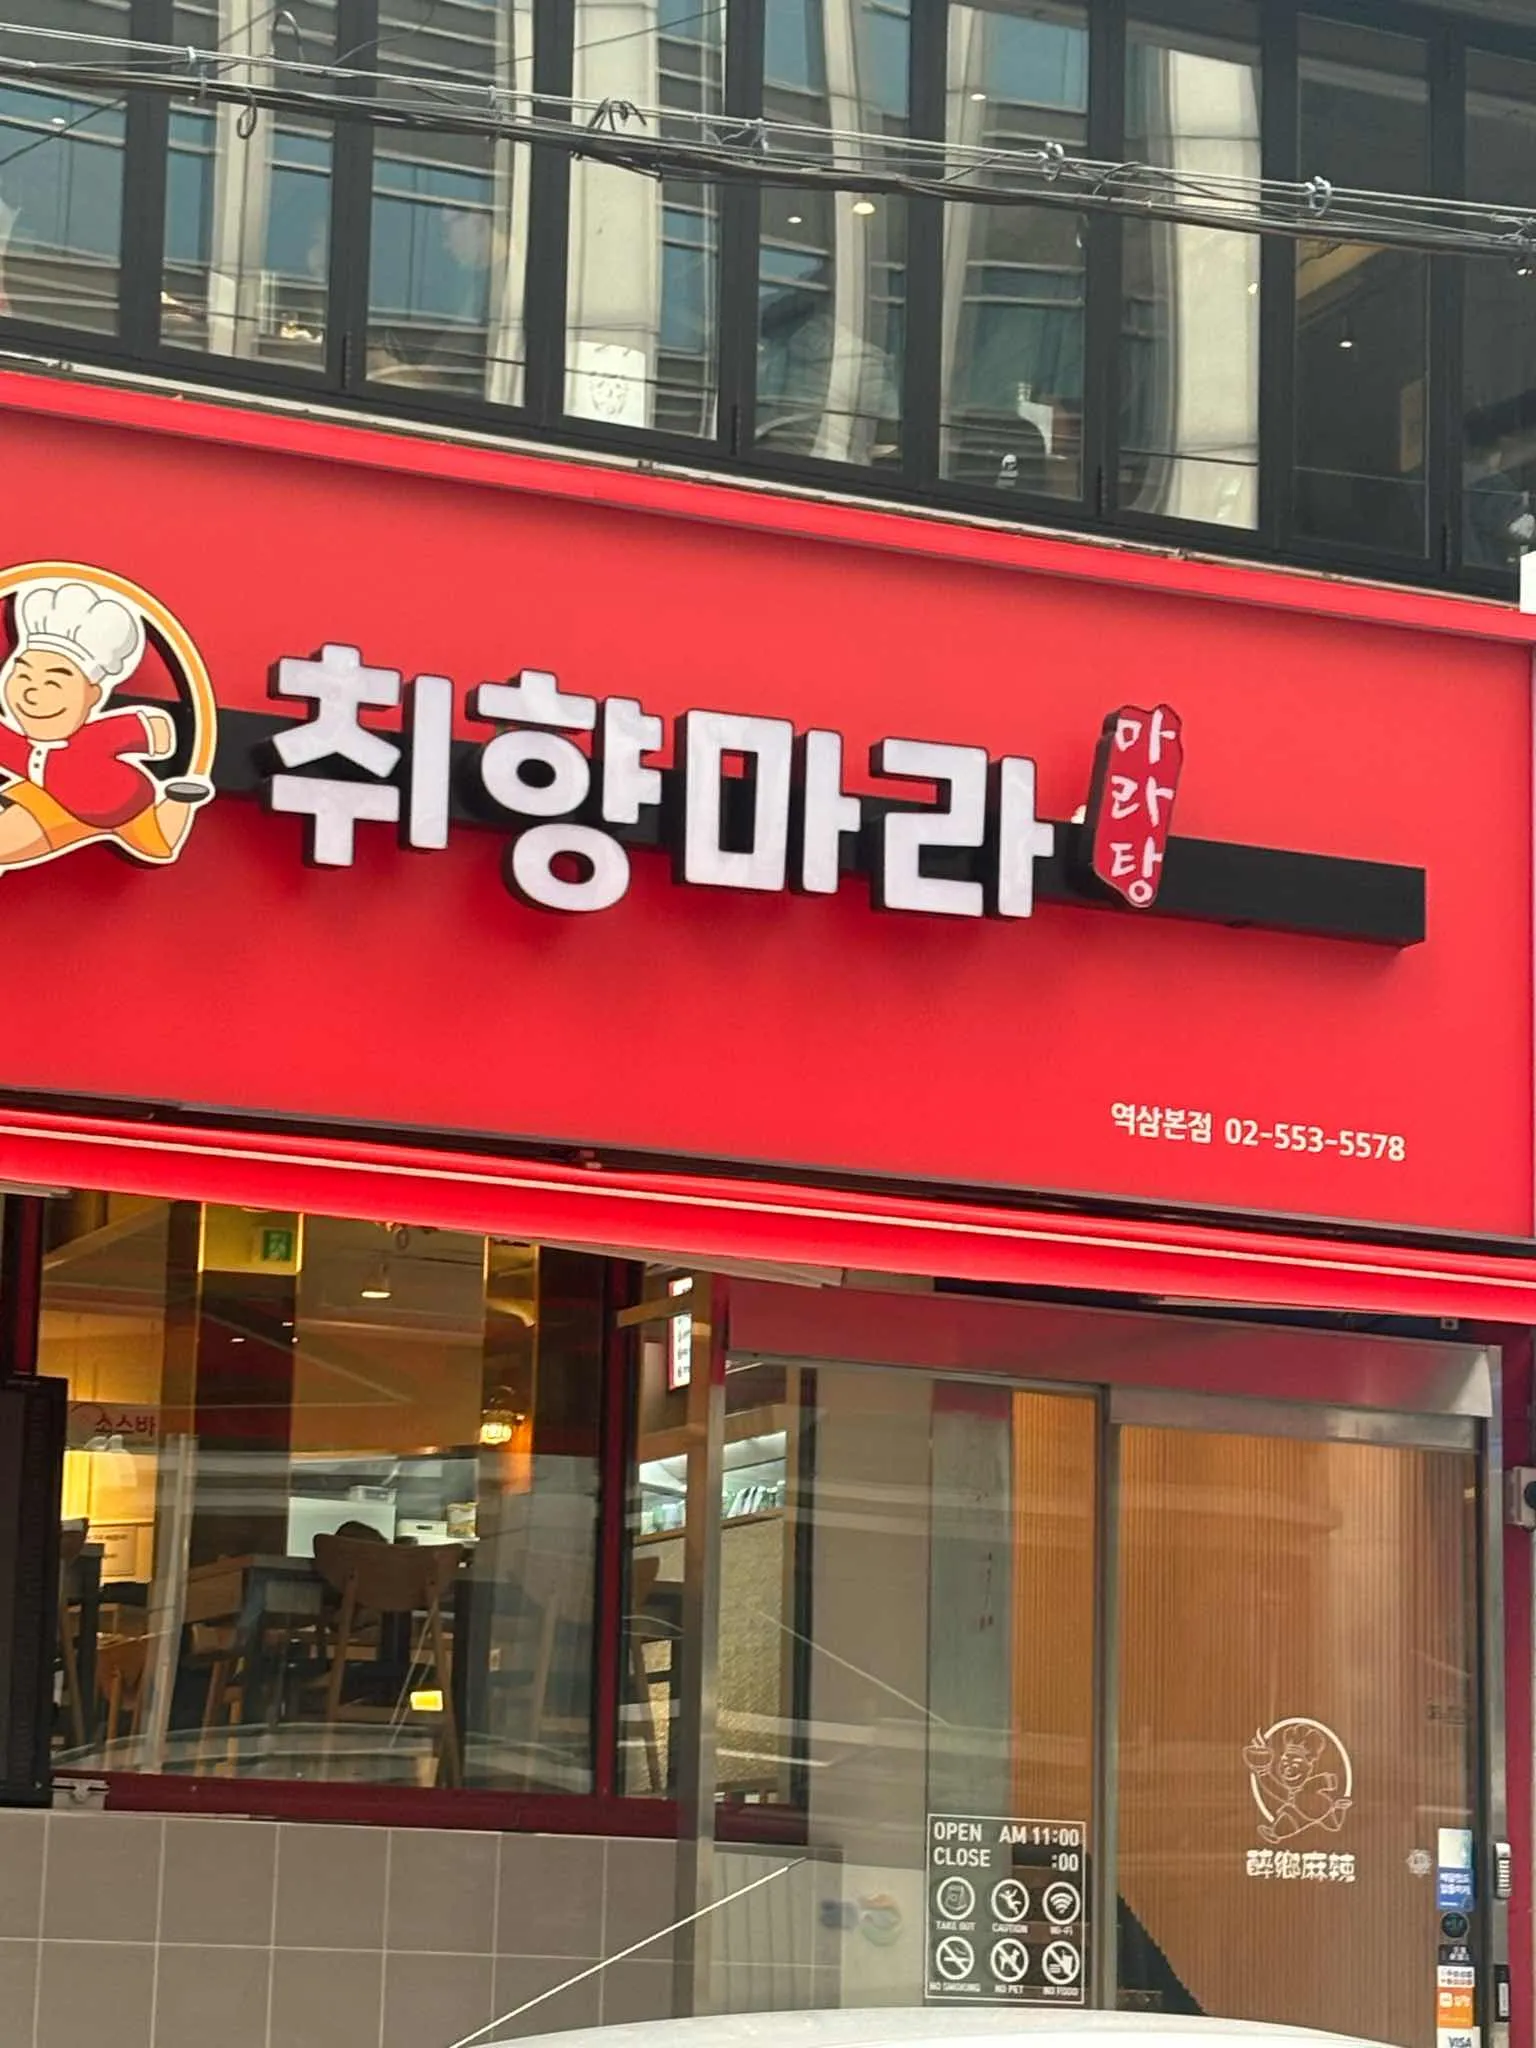 취향마라
마라탕
역삼본점 02-553-5578
소스바
OPEN AM 11:00
CLOSE :00
TAKE OUT CAUTION WI-FI
NO SMOKING NO PET NO FOOD
醉鄉麻辣
VISA